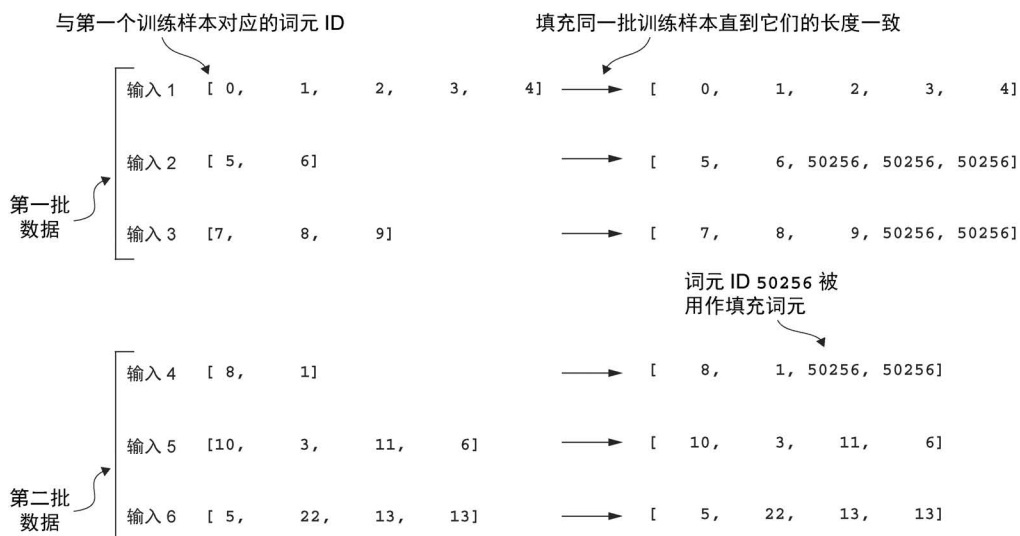 与第一个训练样本对应的词元 ID
填充同一批训练样本直到它们的长度一致
输入 1 [ 0, 1, 2, 3, 4] [ 0, 1, 2, 3, 4]
输入 2 [ 5, 6] [ 5, 6, 50256, 50256, 50256]
第一批
数据
输入 3 [7, 8, 9] [ 7, 8, 9, 50256, 50256]
词元 ID 50256 被
用作填充词元
输入 4 [ 8, 1] [ 8, 1, 50256, 50256]
输入 5 [10, 3, 11, 6] [ 10, 3, 11, 6]
第二批
数据
输入 6 [ 5, 22, 13, 13] [ 5, 22, 13, 13]